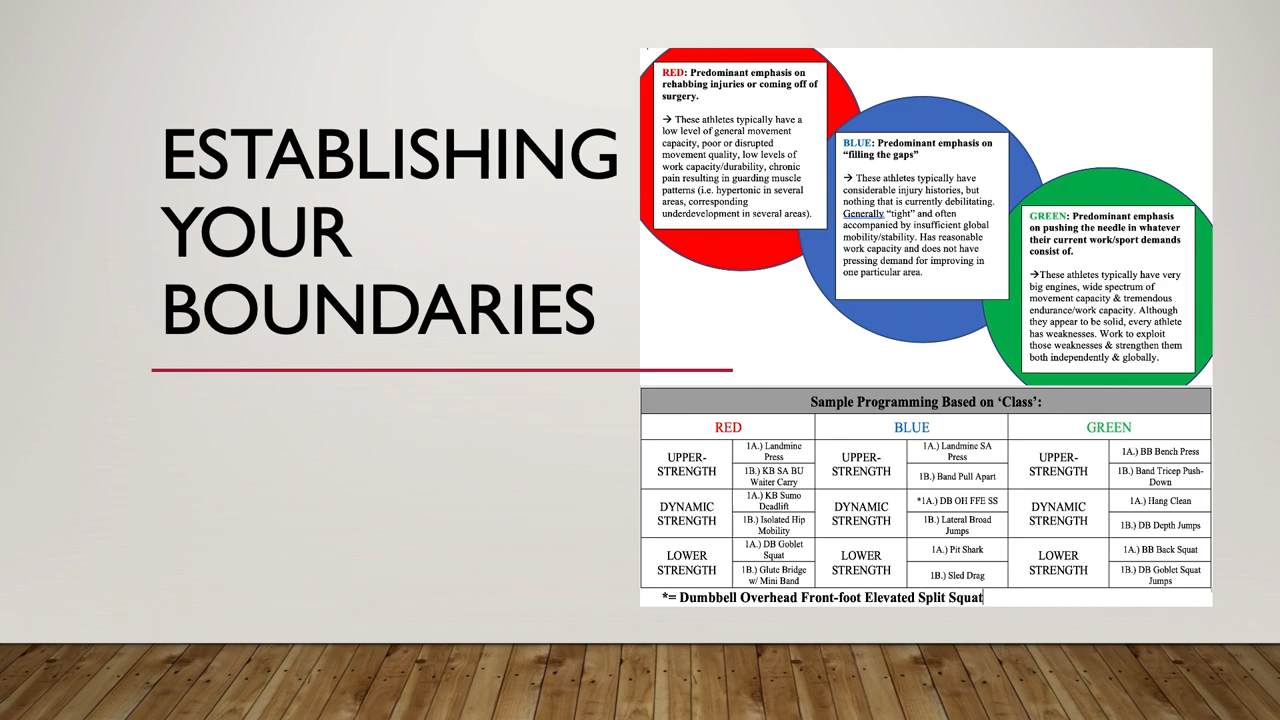 ESTABLISHING
YOUR
BOUNDARIES
RED: Predominant emphasis on
rehabbing injuries or coming off of
surgery.
→ These athletes typically have a
low level of general movement
capacity, poor or disrupted
movement quality, low levels of
work capacity/durability, chronic
pain resulting in guarding muscle
patterns (i.e. hypertonic in several
areas, corresponding
underdevelopment in several areas).
BLUE: Predominant emphasis on
“filling the gaps”
→ These athletes typically have
considerable injury histories, but
nothing that is currently debilitating.
Generally “tight” and often
accompanied by insufficient global
mobility/stability. Has reasonable
work capacity and does not have
pressing demand for improving in
one particular area.
GREEN: Predominant emphasis
on pushing the needle in whatever
their current work/sport demands
consist of.
→These athletes typically have very
big engines, wide spectrum of
movement capacity & tremendous
endurance/work capacity. Although
they appear to be solid, every athlete
has weaknesses. Work to exploit
those weaknesses & strengthen them
both independently & globally.
Sample Programming Based on ‘Class’:
RED BLUE GREEN
UPPER-
STRENGTH
1A.) Landmine
Press
1B.) KB SA BU
Waiter Carry
UPPER-
STRENGTH
1A.) Landmine SA
Press
1B.) Band Pull Apart
UPPER-
STRENGTH
1A.) BB Bench Press
1B.) Band Tricep Push-
Down
DYNAMIC
STRENGTH
1A.) KB Sumo
Deadlift
1B.) Isolated Hip
Mobility
DYNAMIC
STRENGTH
*1A.) DB OH FFE SS
1B.) Lateral Broad
Jumps
DYNAMIC
STRENGTH
1A.) Hang Clean
1B.) DB Depth Jumps
LOWER
STRENGTH
1A.) DB Goblet
Squat
1B.) Glute Bridge
w/ Mini Band
LOWER
STRENGTH
1A.) Pit Shark
1B.) Sled Drag
LOWER
STRENGTH
1A.) BB Back Squat
1B.) DB Goblet Squat
Jumps
*= Dumbbell Overhead Front-foot Elevated Split Squat